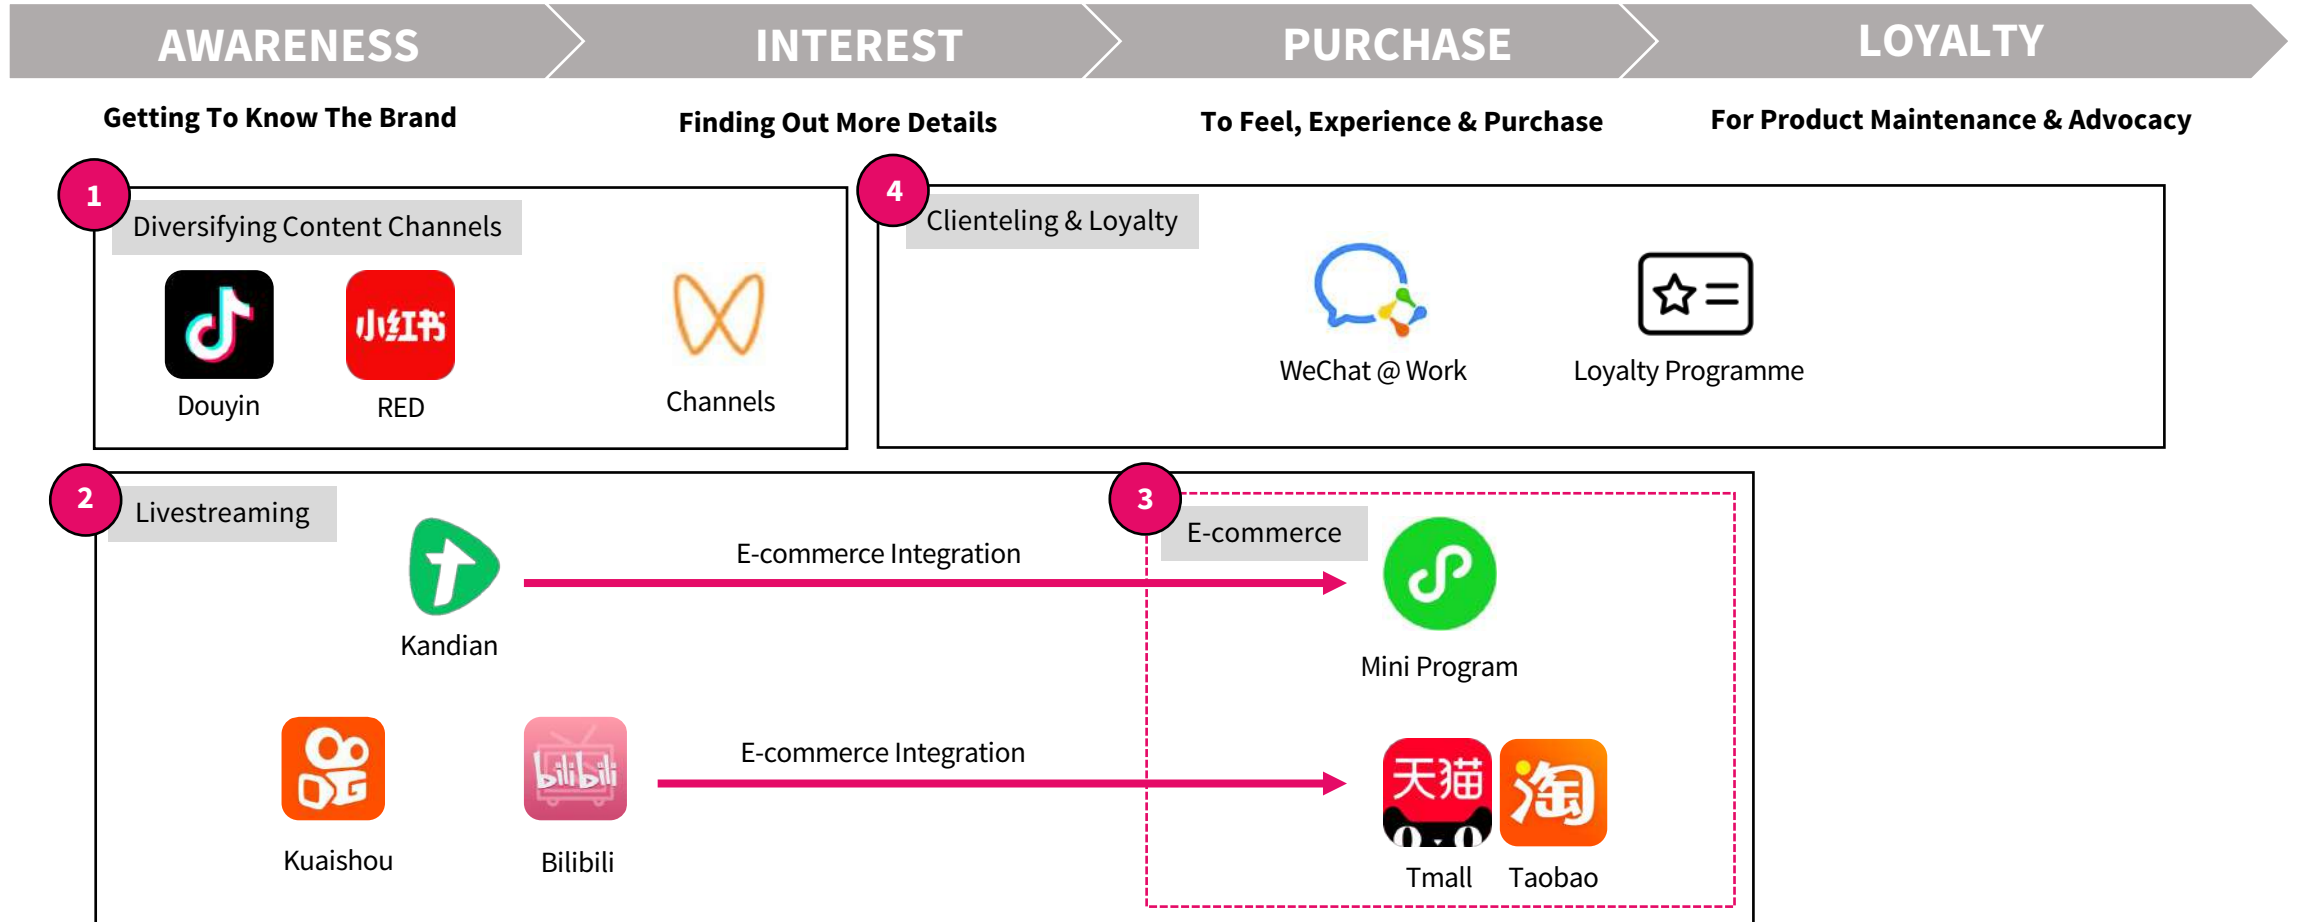 AWARENESS
INTEREST
PURCHASE
LOYALTY
Getting To Know The Brand
Finding Out More Details
To Feel, Experience & Purchase
For Product Maintenance & Advocacy
1
Diversifying Content Channels
小红书
Douyin
RED
Channels
4
Clienteling & Loyalty
WeChat @ Work
Loyalty Programme
2
Livestreaming
Kandian
E-commerce Integration
3
E-commerce
Mini Program
Kuaishou
bilibili
Bilibili
E-commerce Integration
天猫
淘
Tmall
Taobao